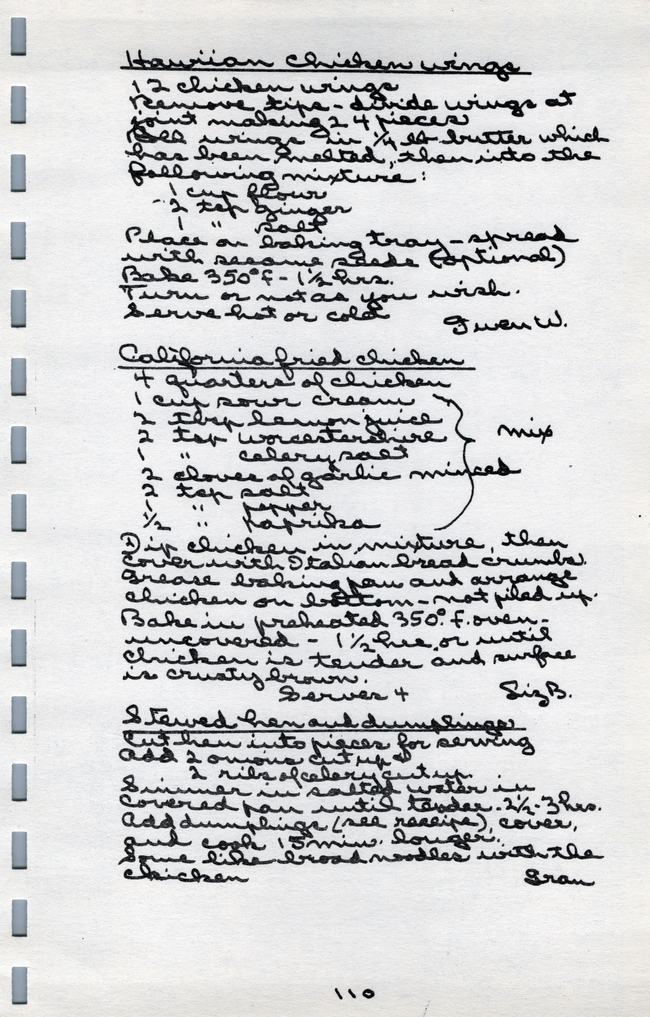 Hawiian chicken wings
12 chicken wings
Remove tips - divide wings at
joint making 24 pieces
Roll wings in 1/4 lb butter which
has been melted, then into the
following mixture:
1 cup flour
2 tsp ginger
1 " salt
Place on baking tray - spread
with sesame seeds (optional)
Bake 350° f - 1 1/2 hrs.
Turn or not as you wish.
Serve hot or cold
Gwen W.
California fried chicken
4 quarters of chicken
1 cup sour cream
2 tbsp lemon juice
2 tsp worcestershire
mix
1 " celery salt
2 cloves of garlic minced
2 tsp salt
1 " pepper
1/2 " paprika
Dip chicken in mixture, then
cover with Italian bread crumbs.
Grease baking pan and arrange
chicken on bottom - not piled up.
Bake in preheated 350° f. oven -
uncovered - 1 1/2 hrs, or until
chicken is tender and surface
is crusty brown.
Serves 4
Liz B.
Stewed hen and dumplings
Cut hen into pieces for serving
Add 2 onions cut up &
2 ribs of celery cut up.
Simmer in salted water in
covered pan until tender - 2 1/2 - 3 hrs.
Add dumplings (see receipe), cover,
and cook 15 min. longer.
Some like broad noodles with the
chicken
Gran
110